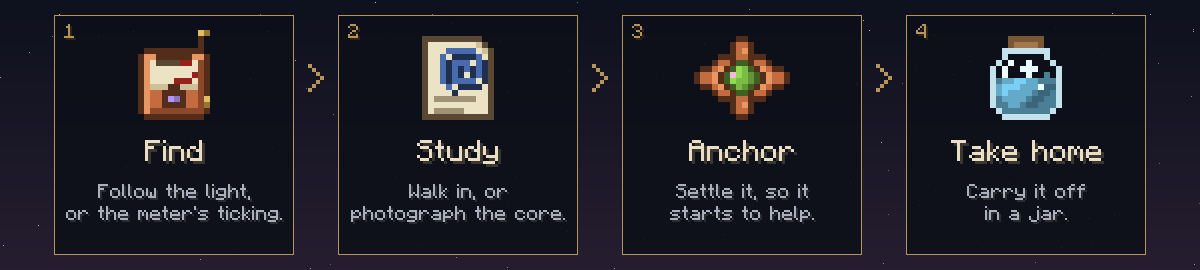 1
Find
Follow the light,
or the meter's ticking.
2
Study
Walk in, or
photograph the core.
3
Anchor
Settle it, so it
starts to help.
4
Take home
Carry it off
in a jar.